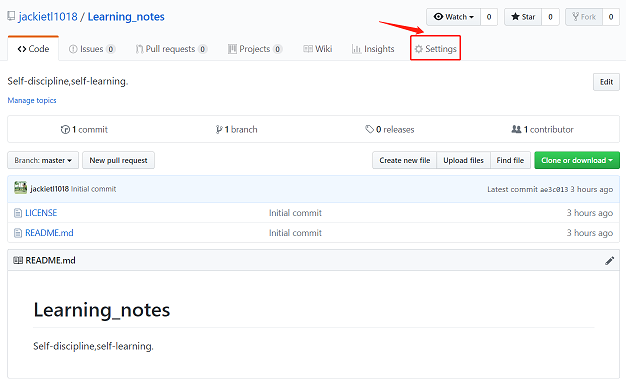 jackietl1018 / Learning_notes
Watch 0 Star 0 Fork 0
Code Issues 0 Pull requests 0 Projects 0 Wiki Insights Settings
Self-discipline,self-learning. Edit
Manage topics
1 commit 1 branch 0 releases 1 contributor
Branch: master New pull request Create new file Upload files Find file Clone or download
jackietl1018 Initial commit Latest commit ae3c013 3 hours ago
LICENSE Initial commit 3 hours ago
README.md Initial commit 3 hours ago
README.md
Learning_notes
Self-discipline,self-learning.